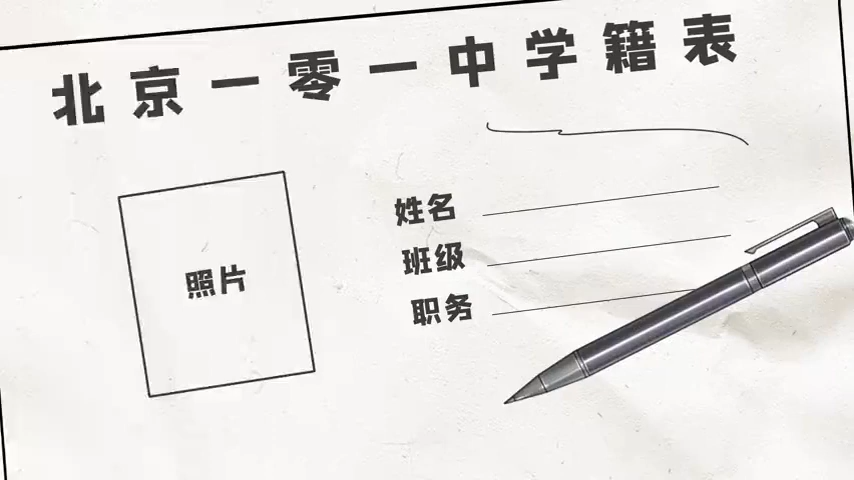 北京一零一中学籍表
照片
姓名
班级
职务